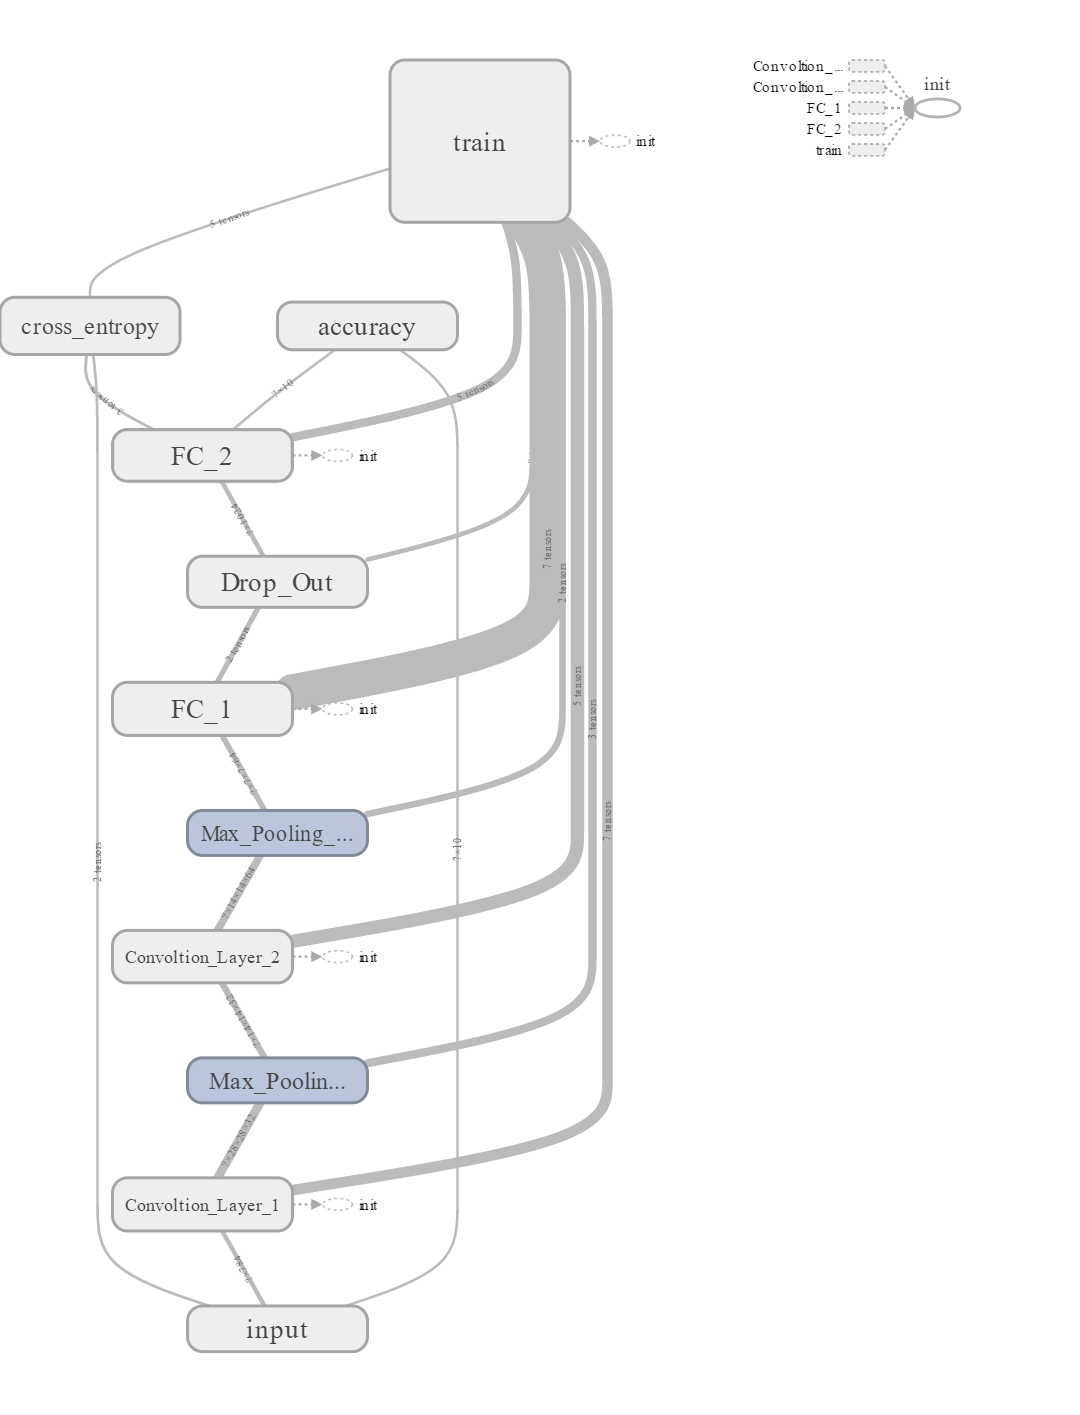 Convoltion_...
Convoltion_...
FC_1
FC_2
train
init
train
init
5 tensors
cross_entropy
accuracy
3 tensors
?×10
5 tensors
FC_2
init
?×1024
7 tensors
2 tensors
Drop_Out
2 tensors
FC_1
init
5 tensors
3 tensors
?×7×7×64
Max_Pooling_...
7 tensors
2 tensors
?×10
?×14×14×64
Convoltion_Layer_2
init
?×14×14×32
Max_Poolin...
?×28×28×32
Convoltion_Layer_1
init
?×784
input